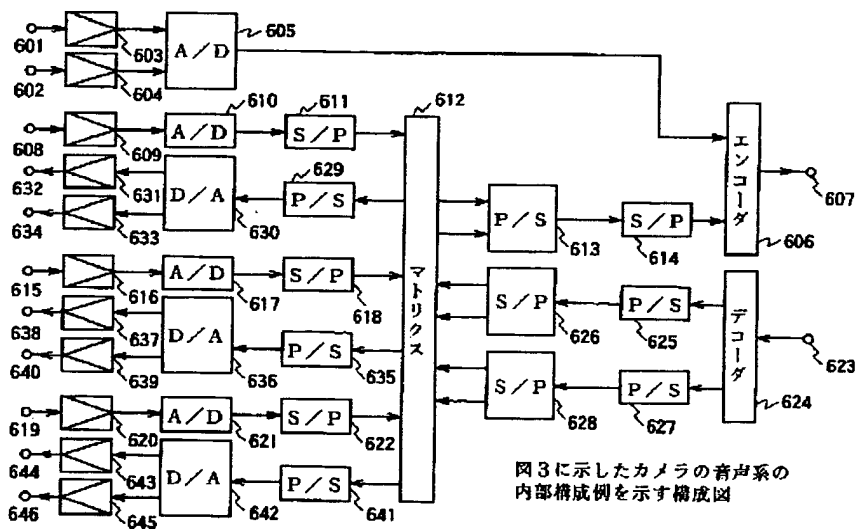 605
601
603
A/D
602
604
610
611
612
608
A/D
S/P
609
632
631
629
D/A
P/S
634
633
630
エンコーダ
607
P/S
613
S/P
614
606
マトリクス
615
616
A/D
617
S/P
618
638
637
D/A
P/S
635
640
639
636
S/P
626
P/S
625
デコーダ
623
S/P
628
P/S
627
624
619
620
A/D
621
S/P
622
644
643
D/A
P/S
641
646
645
642
図3に示したカメラの音声系の
内部構成例を示す構成図